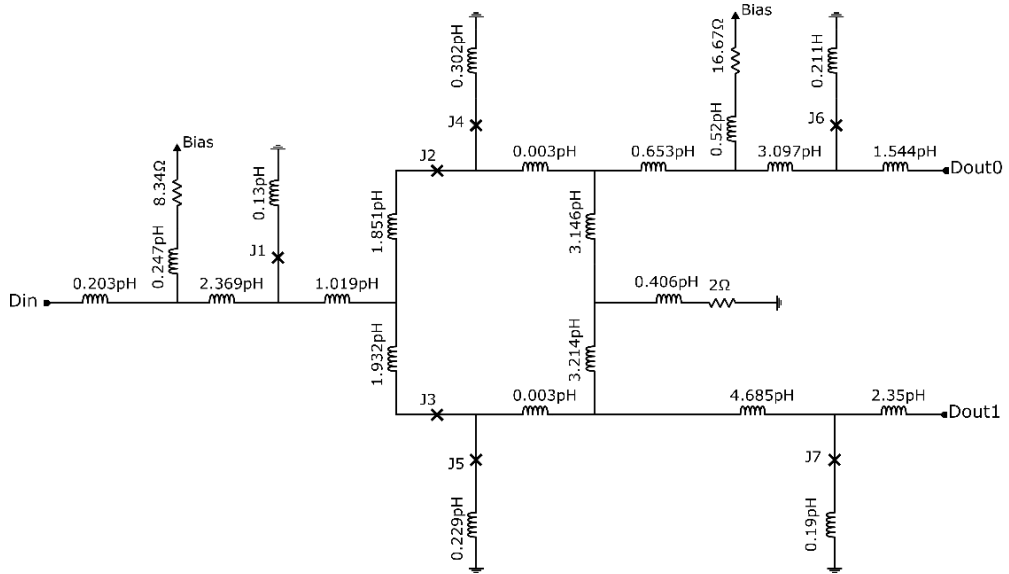 Bias
0.302pH
16.67Ω
0.211H
J4
0.52pH
J6
J2
0.003pH
0.653pH
3.097pH
1.544pH
Dout0
Bias
8.34Ω
0.13pH
1.851pH
3.146pH
0.247pH
J1
0.203pH
2.369pH
1.019pH
0.406pH
2Ω
Din
1.932pH
3.214pH
J3
0.003pH
4.685pH
2.35pH
Dout1
J5
J7
0.229pH
0.19pH